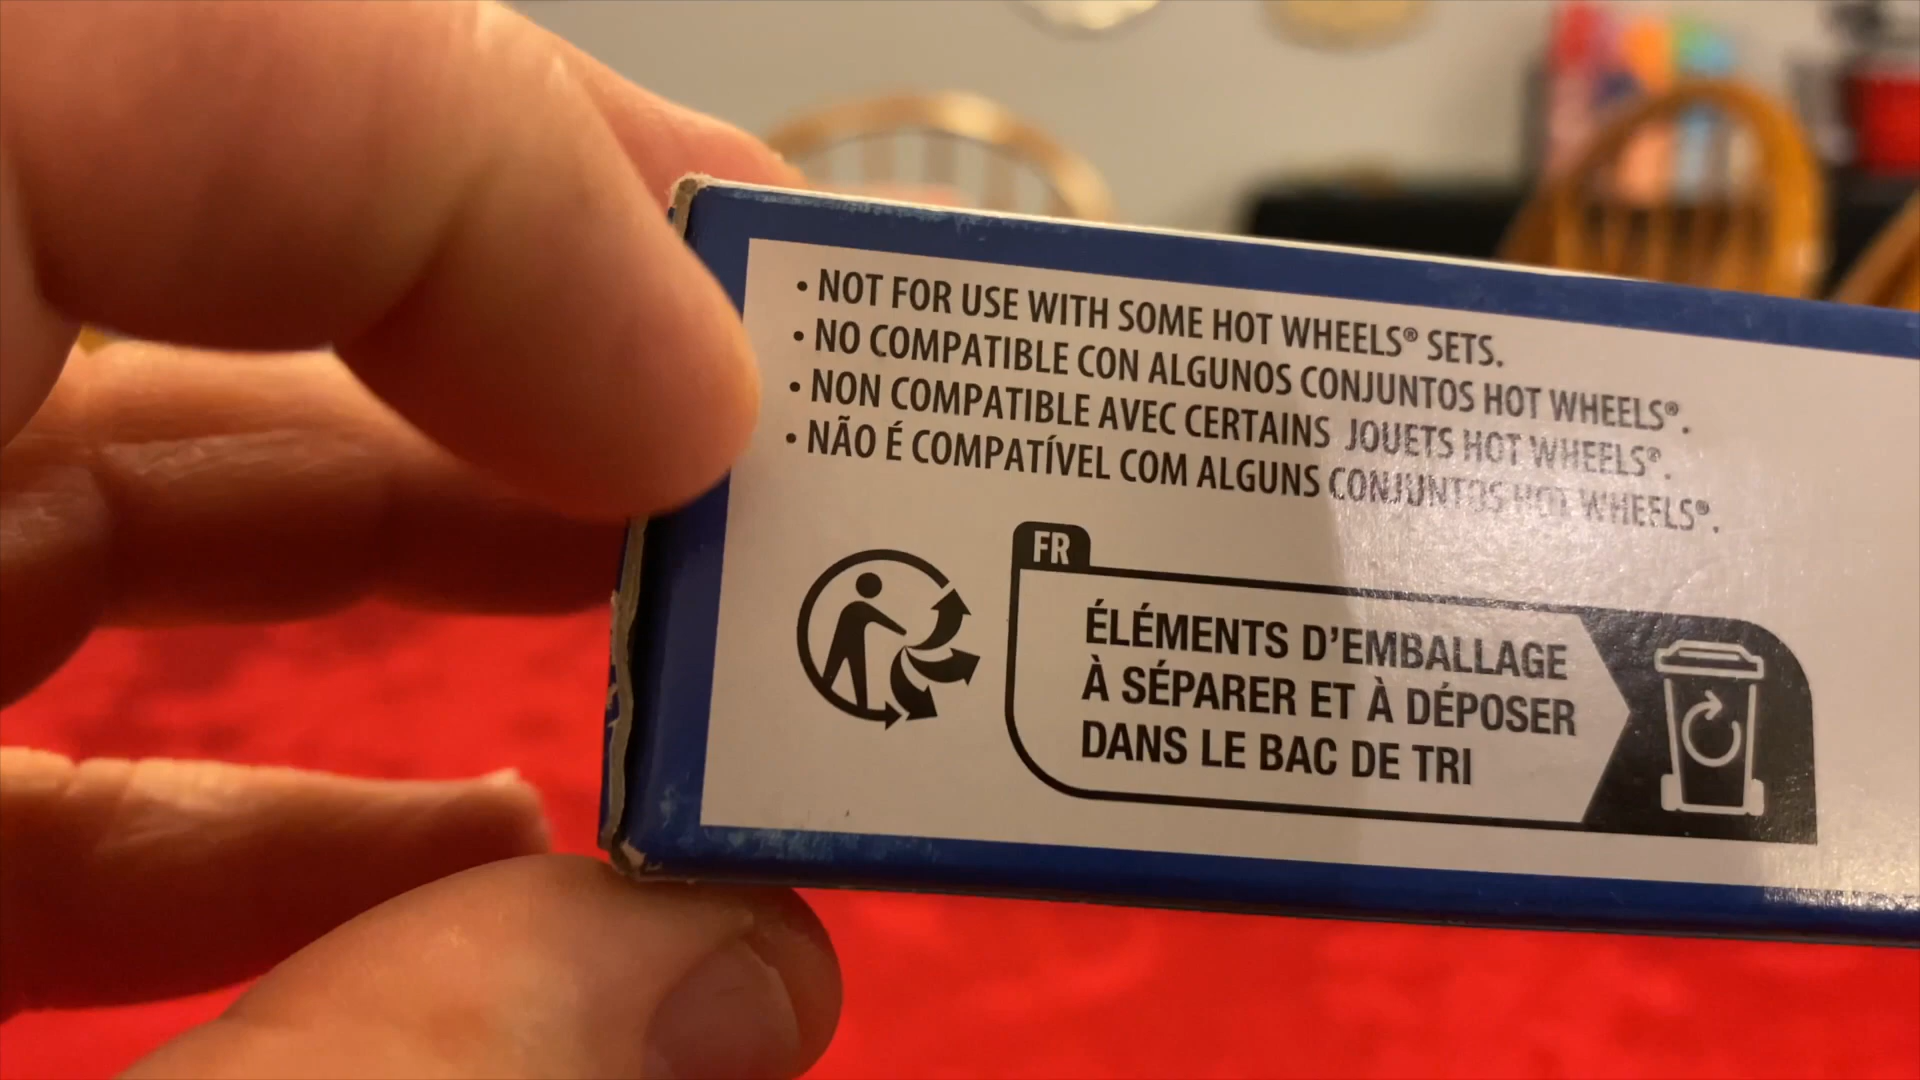 • NOT FOR USE WITH SOME HOT WHEELS® SETS.
• NO COMPATIBLE CON ALGUNOS CONJUNTOS HOT WHEELS®.
• NON COMPATIBLE AVEC CERTAINS JOUETS HOT WHEELS®.
• NÃO É COMPATÍVEL COM ALGUNS CONJUNTOS HOT WHEELS®.
FR
ÉLÉMENTS D'EMBALLAGE
À SÉPARER ET À DÉPOSER
DANS LE BAC DE TRI